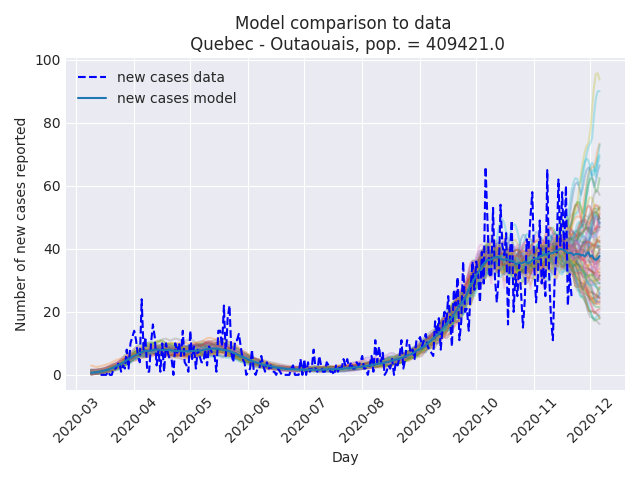 Model comparison to data
Quebec - Outaouais, pop. = 409421.0
new cases data
new cases model
Number of new cases reported
100
80
60
40
20
0
2020-03
2020-04
2020-05
2020-06
2020-07
2020-08
2020-09
2020-10
2020-11
2020-12
Day